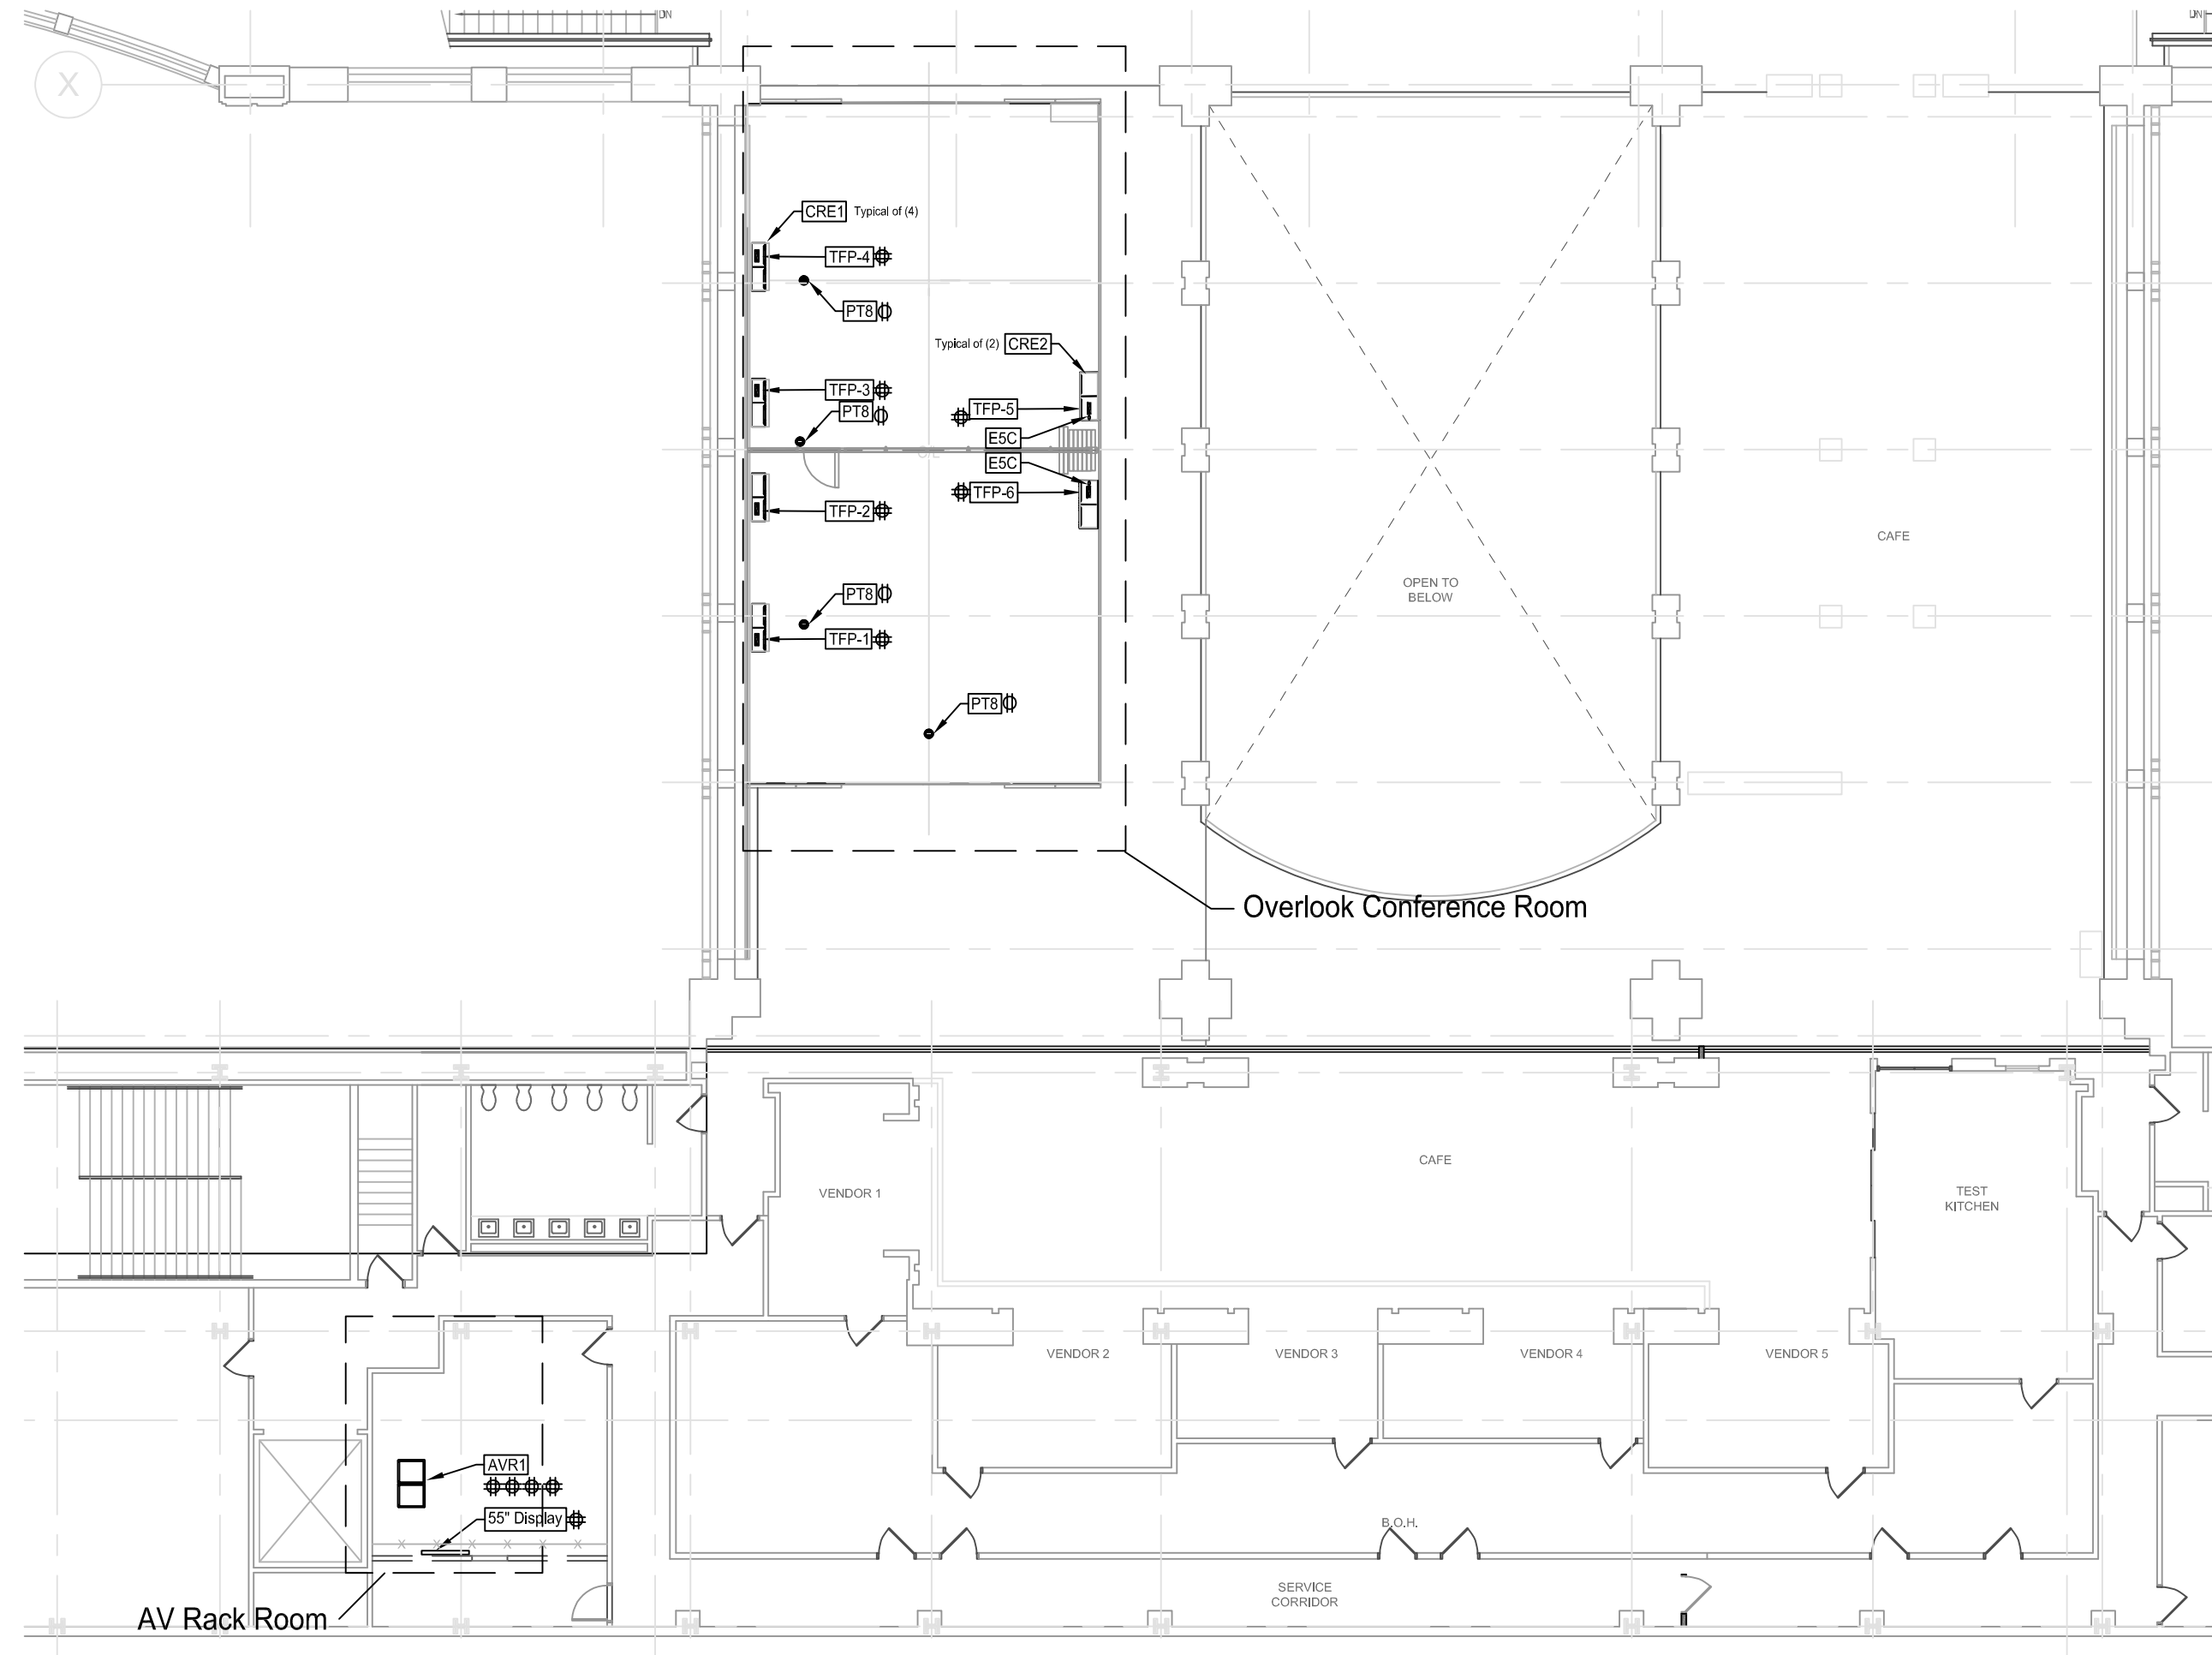 DN
DN
X
CRE1 Typical of (4)
TFP-4
PT8
Typical of (2) CRE2
TFP-3
PT8
TFP-5
E5C
E5C
TFP-6
TFP-2
CAFE
OPEN TO
BELOW
PT8
TFP-1
PT8
Overlook Conference Room
CAFE
VENDOR 1
TEST
KITCHEN
VENDOR 2
VENDOR 3
VENDOR 4
VENDOR 5
AVR1
55" Display
X X X X X X
B.O.H.
SERVICE
CORRIDOR
AV Rack Room